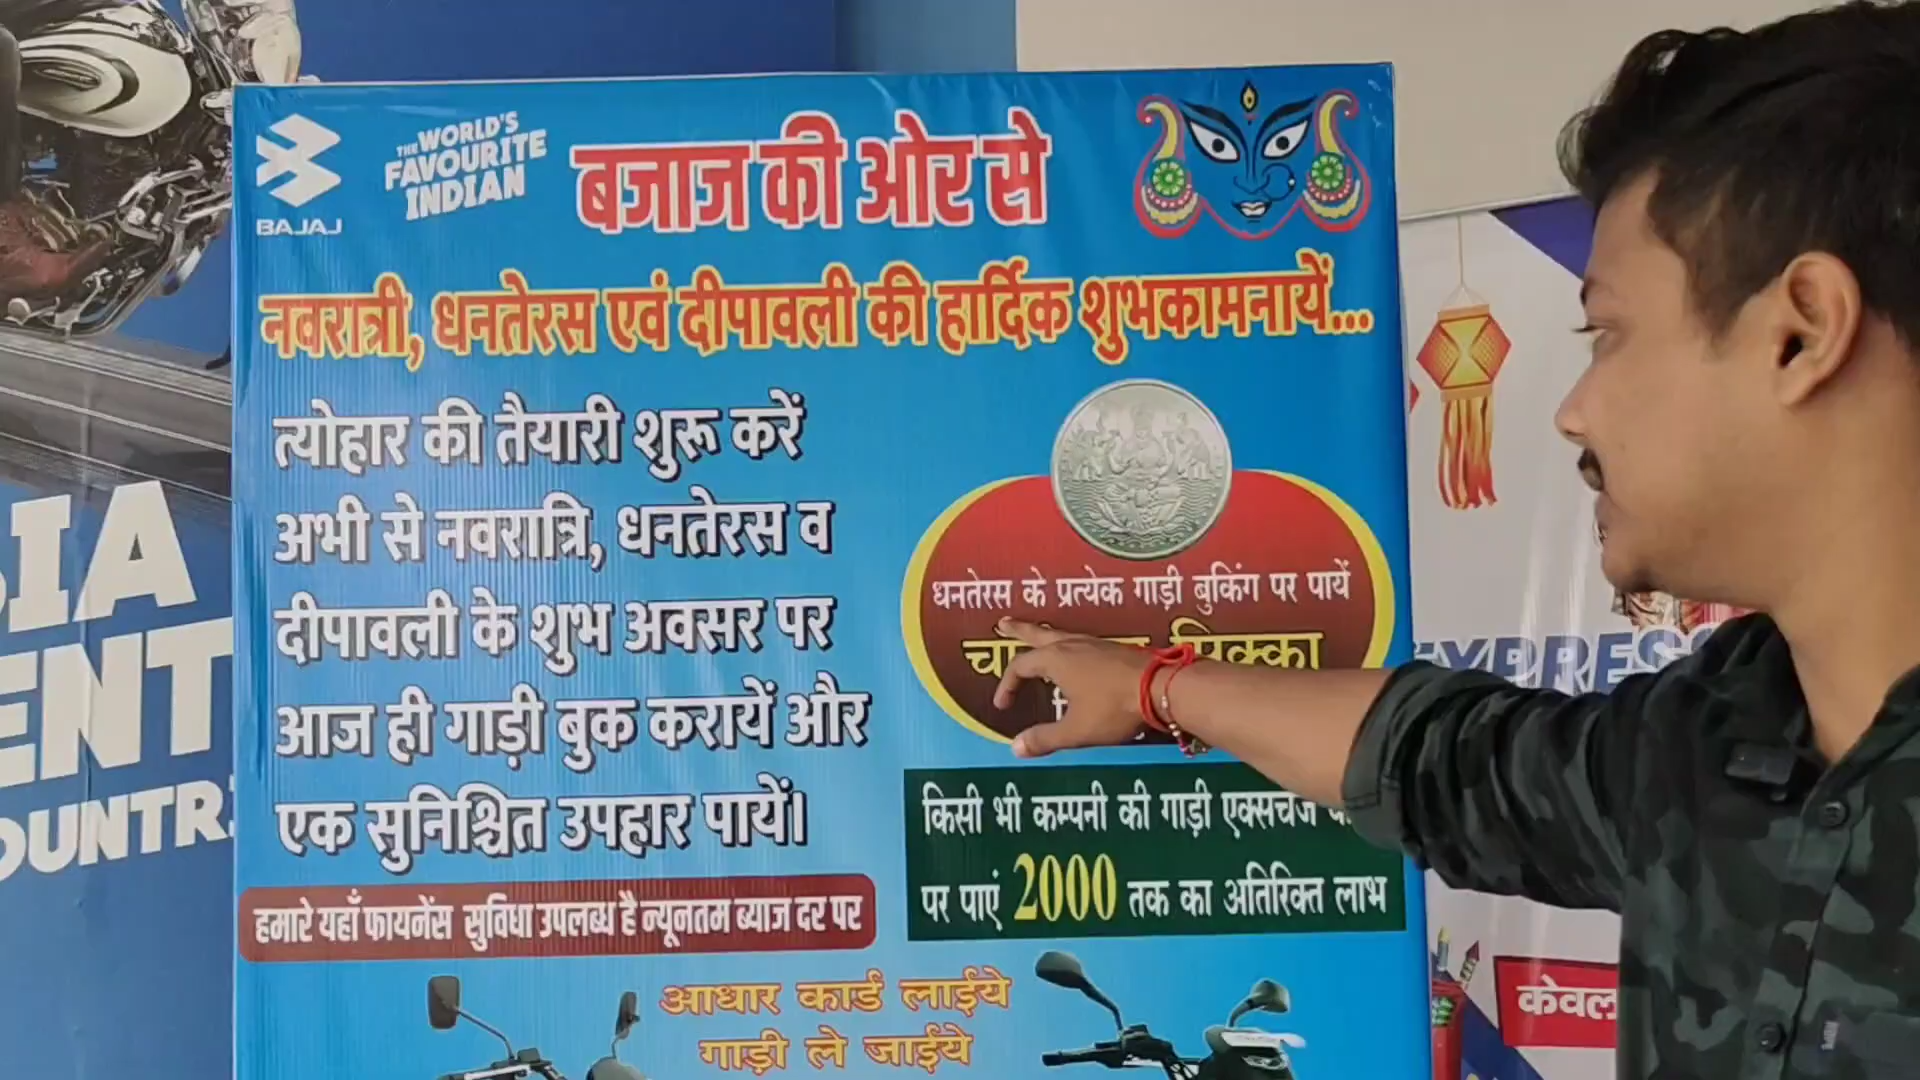 BAJAJ
THE WORLD'S
FAVOURITE
INDIAN
बजाज की ओर से
नवरात्री, धनतेरस एवं दीपावली की हार्दिक शुभकामनायें...
त्योहार की तैयारी शुरू करें
अभी से नवरात्रि, धनतेरस व
दीपावली के शुभ अवसर पर
आज ही गाड़ी बुक करायें और
एक सुनिश्चित उपहार पायें।
धनतेरस के प्रत्येक गाड़ी बुकिंग पर पायें
सिक्का
किसी भी कम्पनी की गाड़ी एक्सचेंज
पर पाएं 2000 तक का अतिरिक्त लाभ
हमारे यहाँ फायनेंस सुविधा उपलब्ध है न्यूनतम ब्याज दर पर
आधार कार्ड लाईये
गाड़ी ले जाईये
केवल